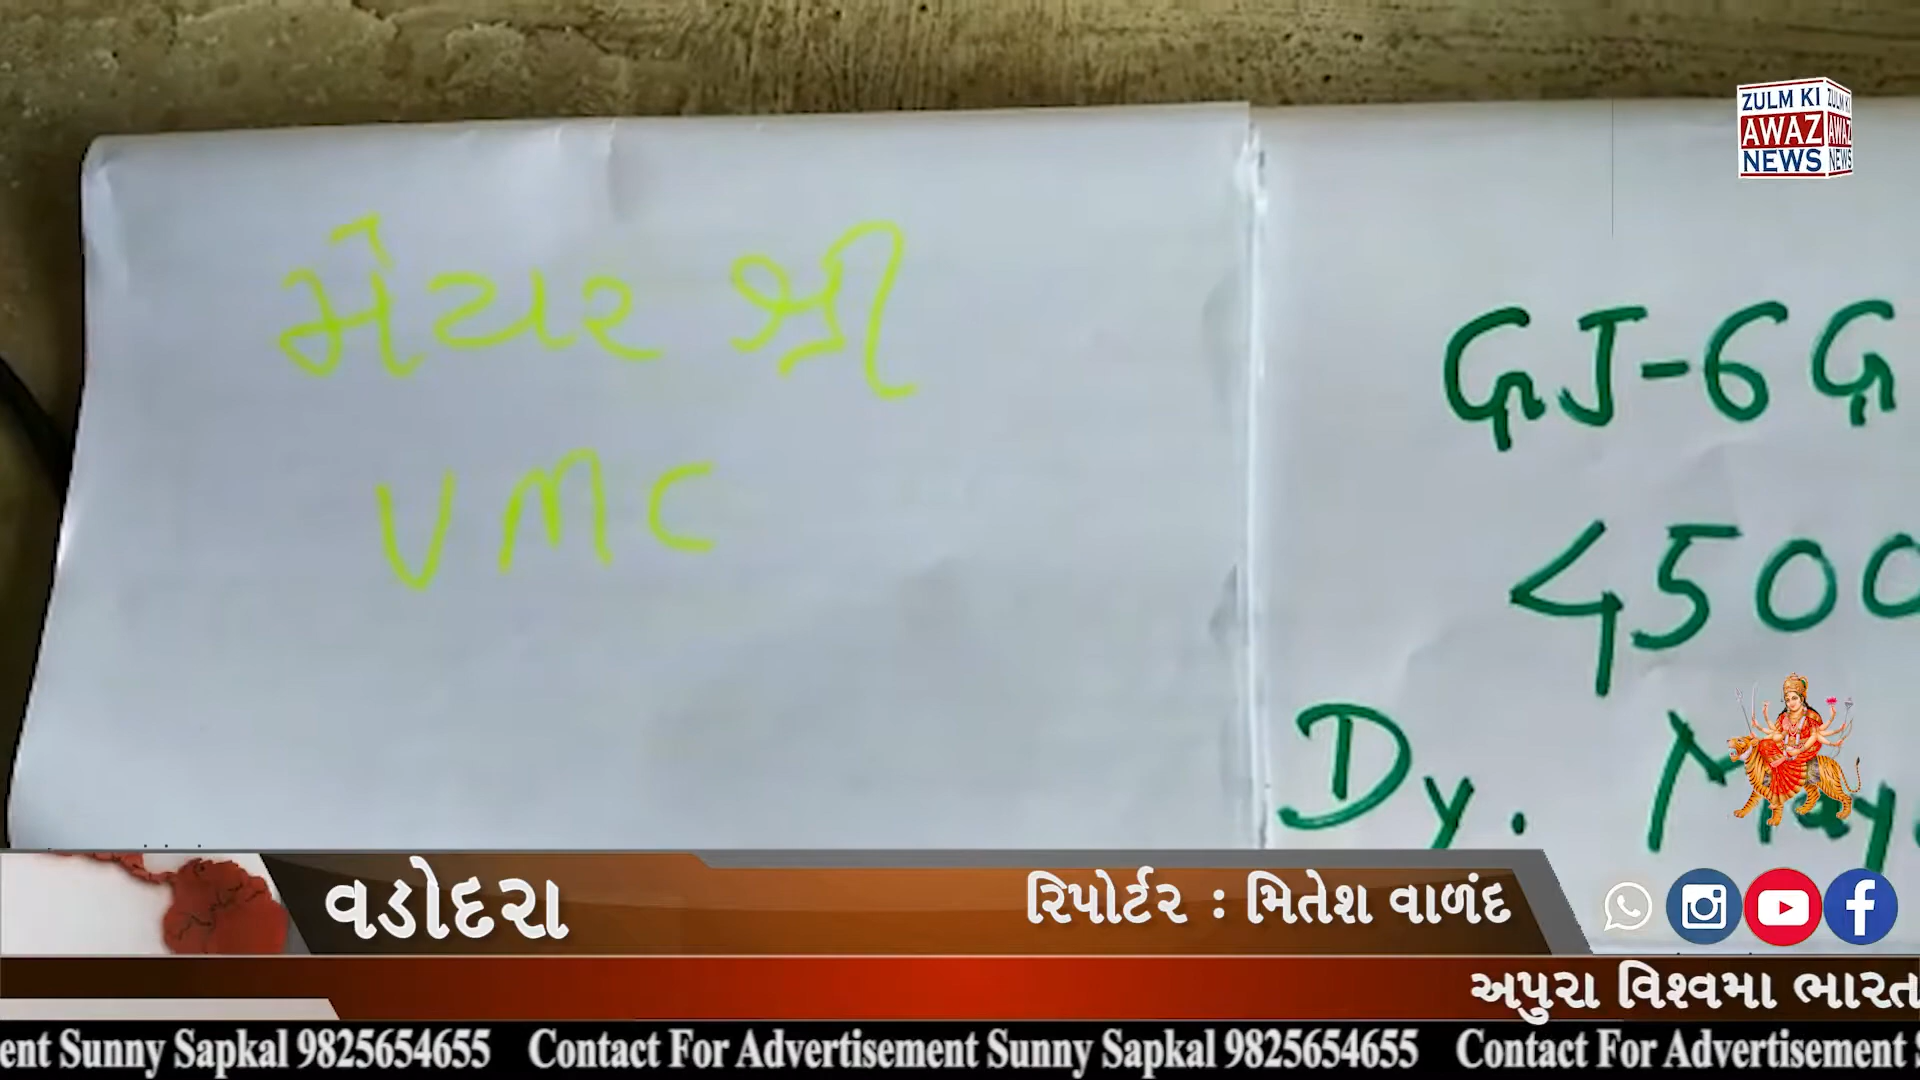 ZULM KI
AWAZ
NEWS
મેયર શ્રી
VMC
GJ-6 G
4500
Dy.
વડોદરા
રિપોર્ટર : મિતેશ વાળંદ
અપુરા વિશ્વમા ભારત
ent Sunny Sapkal 9825654655 Contact For Advertisement Sunny Sapkal 9825654655 Contact For Advertisement